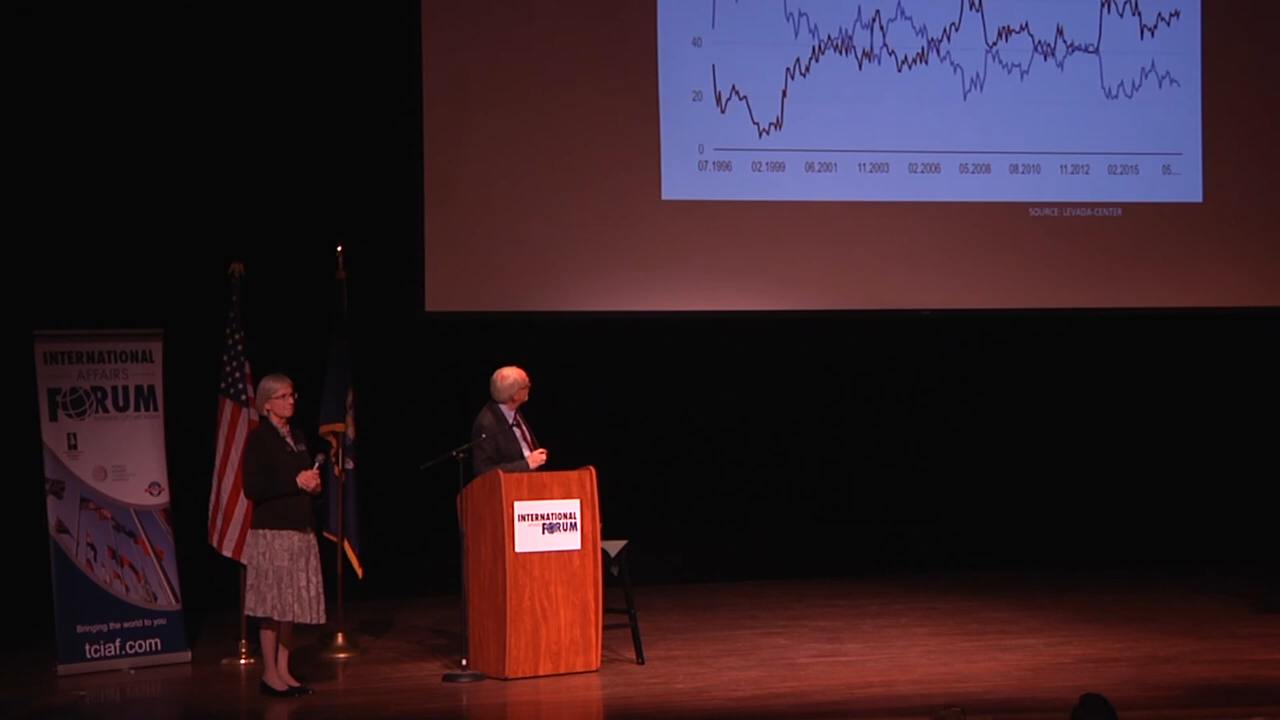 40
20
0
07.1996 02.1999 06.2001 11.2003 02.2006 05.2008 08.2010 11.2012 02.2015 05....
SOURCE: LEVADA-CENTER
INTERNATIONAL
AFFAIRS
FORUM
Bringing the world to you
tciaf.com
INTERNATIONAL
FORUM